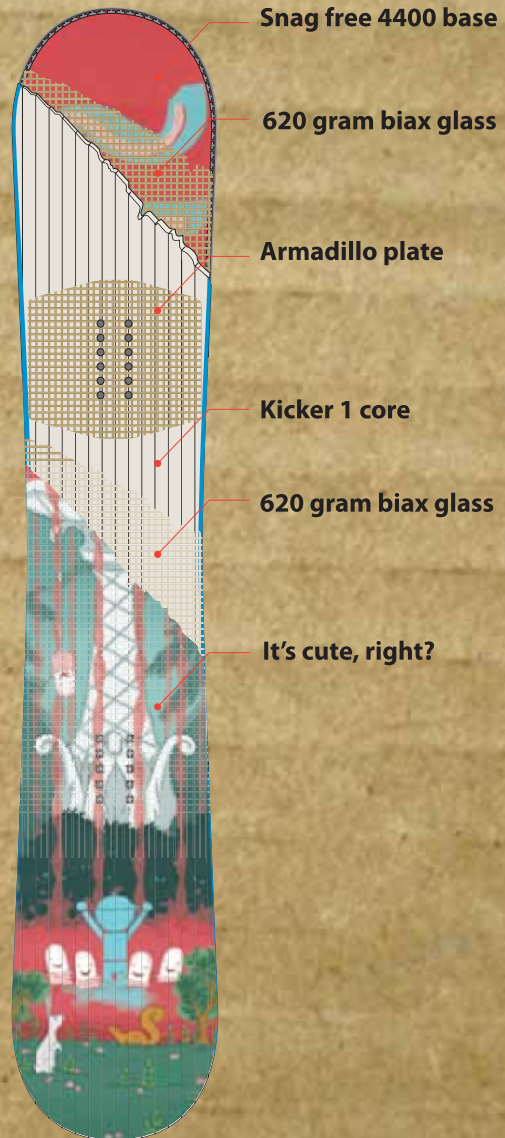 Snag free 4400 base
620 gram biax glass
Armadillo plate
Kicker 1 core
620 gram biax glass
It's cute, right?